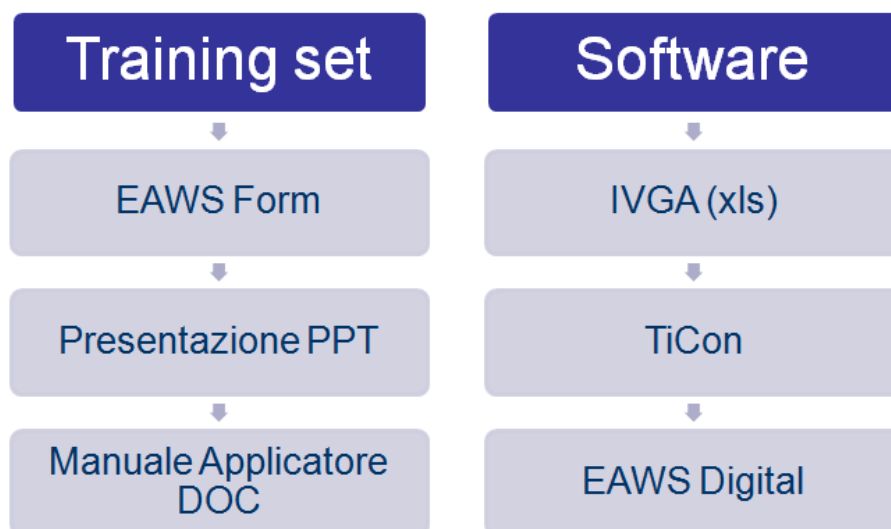 Training set
EAWS Form
Presentazione PPT
Manuale Applicatore
DOC
Software
IVGA (xls)
TiCon
EAWS Digital